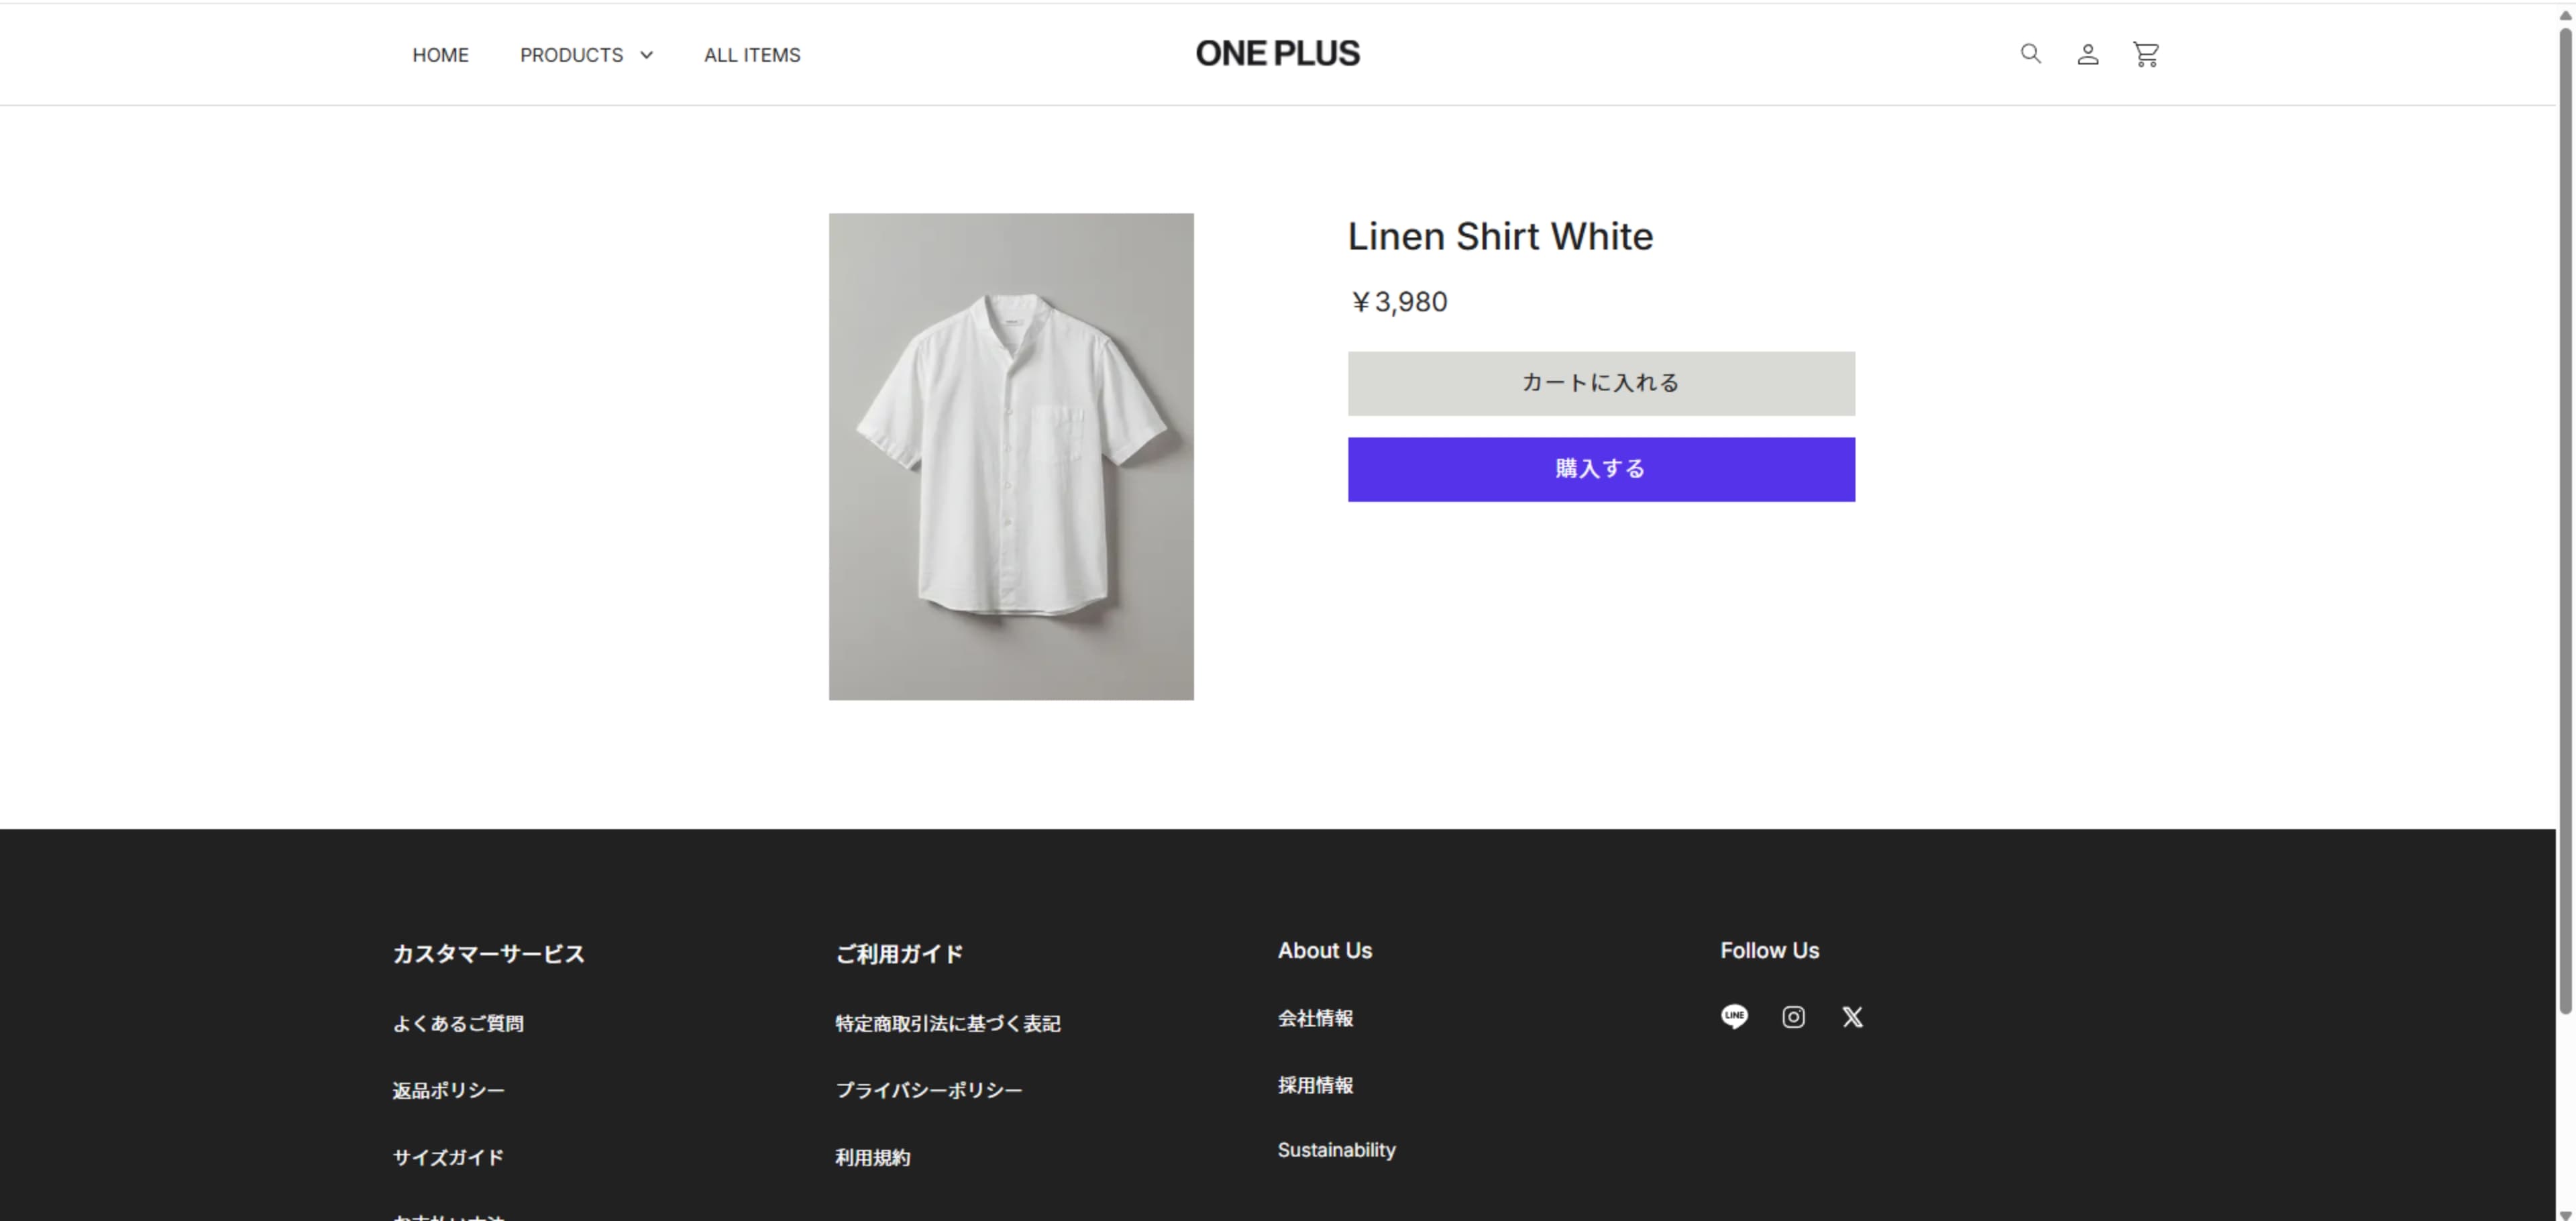 HOME
PRODUCTS
ALL ITEMS
ONE PLUS
Linen Shirt White
￥3,980
カートに入れる
購入する
カスタマーサービス
よくあるご質問
返品ポリシー
サイズガイド
ご利用ガイド
特定商取引法に基づく表記
プライバシーポリシー
利用規約
About Us
会社情報
採用情報
Sustainability
Follow Us
LINE